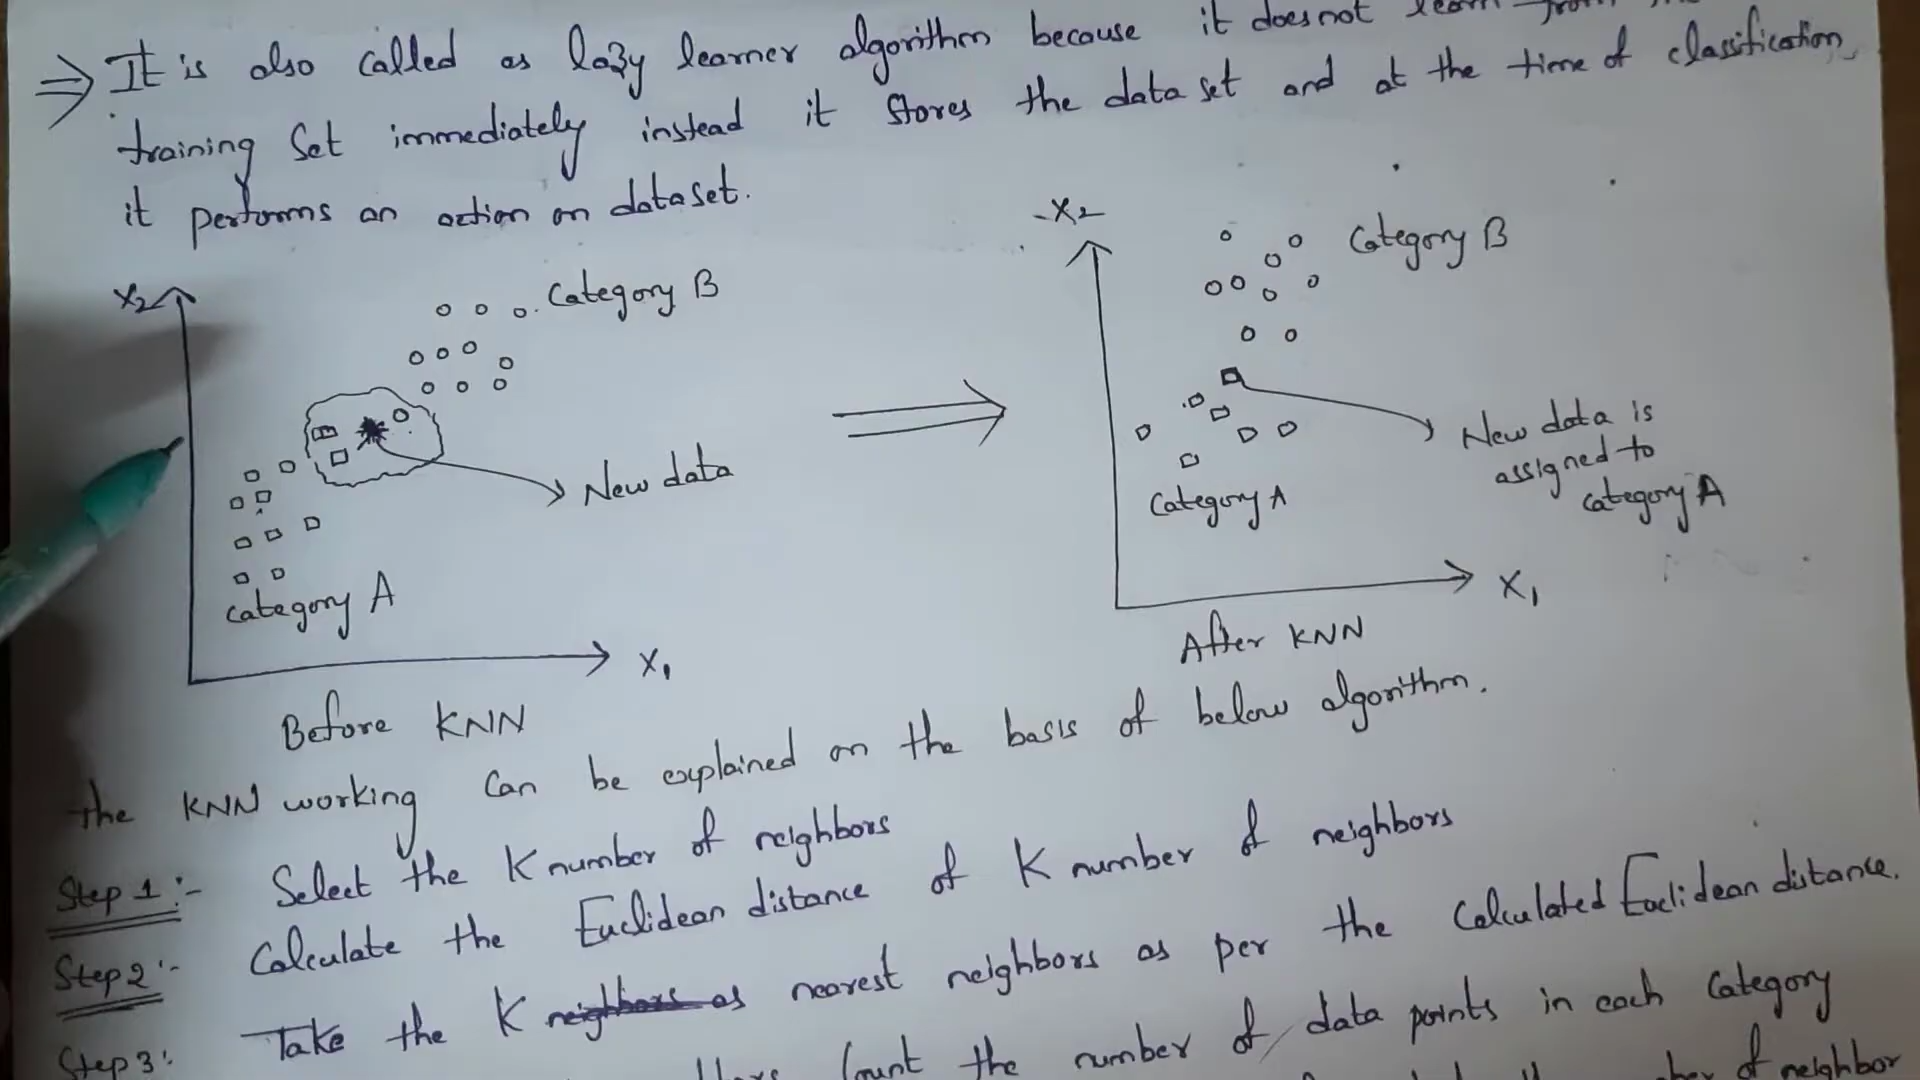 ⇒ It is also called as lazy learner algorithm because it does not learn from the
training Set immediately instead it Stores the data set and at the time of classification,
it performs an action on dataset.
X2
Category B
New data
Category A
X1
Before KNN
X2
Category B
New data is
assigned to
category A
Category A
X1
After KNN
the KNN working Can be explained on the basis of below algorithm.
Step 1:- Select the K number of neighbors
Step 2:- Calculate the Euclidean distance of K number of neighbors
Step 3: Take the K nearest neighbors as per the Calculated Euclidean distance.
Count the number of data points in each Category
of neighbor